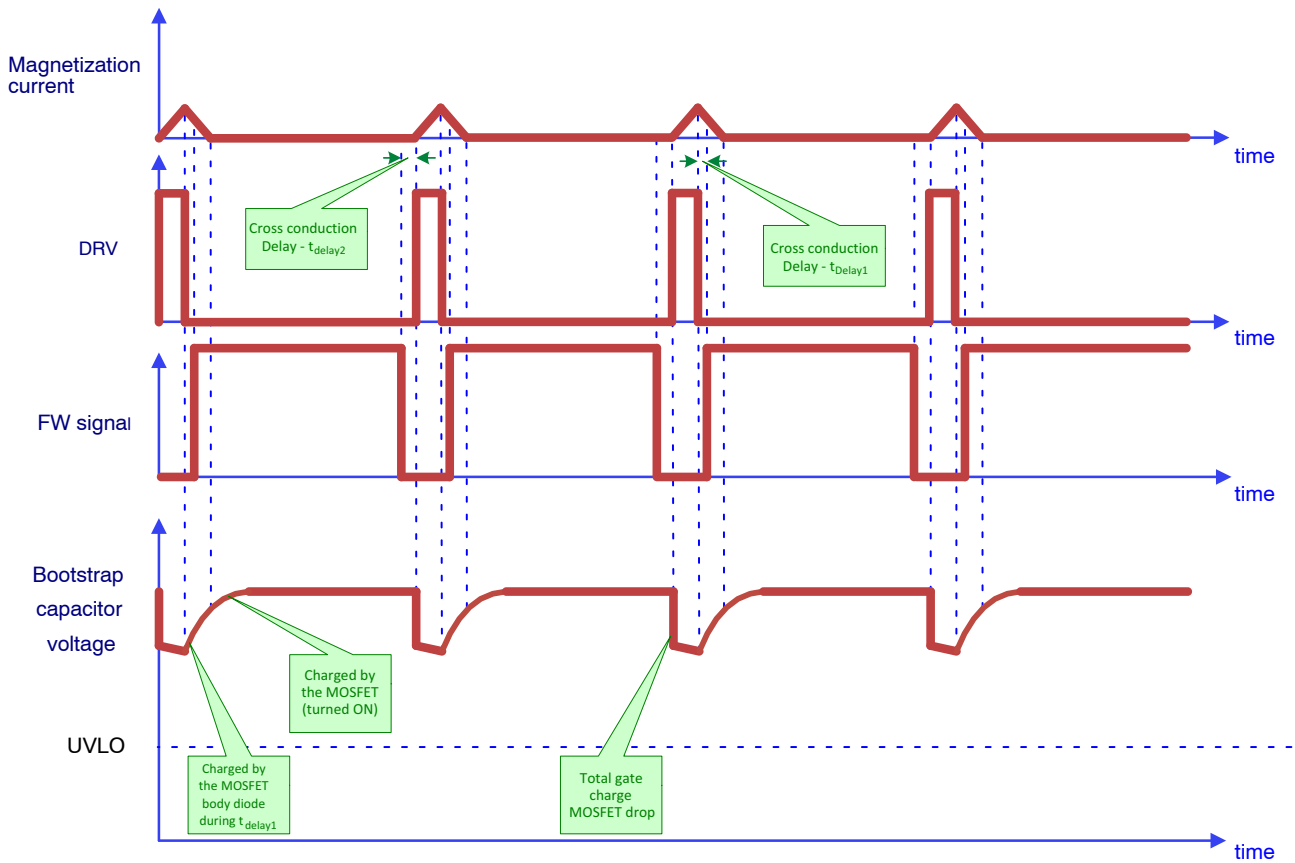 Magnetization
current
time
Cross conduction
Delay - tdelay2
Cross conduction
Delay - tDelay1
DRV
time
FW signal
time
Bootstrap
capacitor
voltage
Charged by
the MOSFET
(turned ON)
UVLO
Charged by
the MOSFET
body diode
during tdelay1
Total gate
charge
MOSFET drop
time